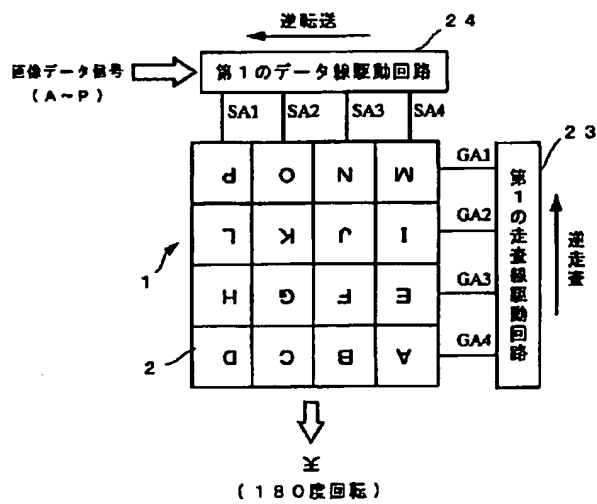 逆転送
24
画像データ信号
(A~P)
第1のデータ線駆動回路
SA1 SA2 SA3 SA4
23
P O N M
GA1
L K J I
GA2
H G F E
GA3
D C B A
GA4
第1の走査線駆動回路
逆走査
1
2
天
(180度回転)